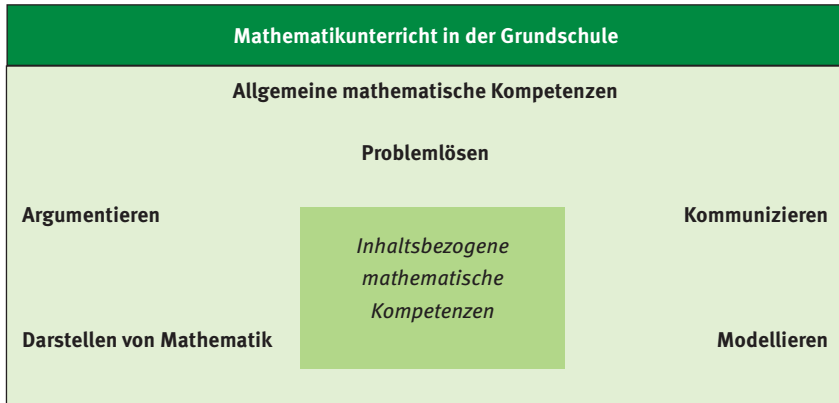 Mathematikunterricht in der Grundschule
Allgemeine mathematische Kompetenzen
Problemlösen
Argumentieren
Kommunizieren
Inhaltsbezogene
mathematische
Kompetenzen
Darstellen von Mathematik
Modellieren